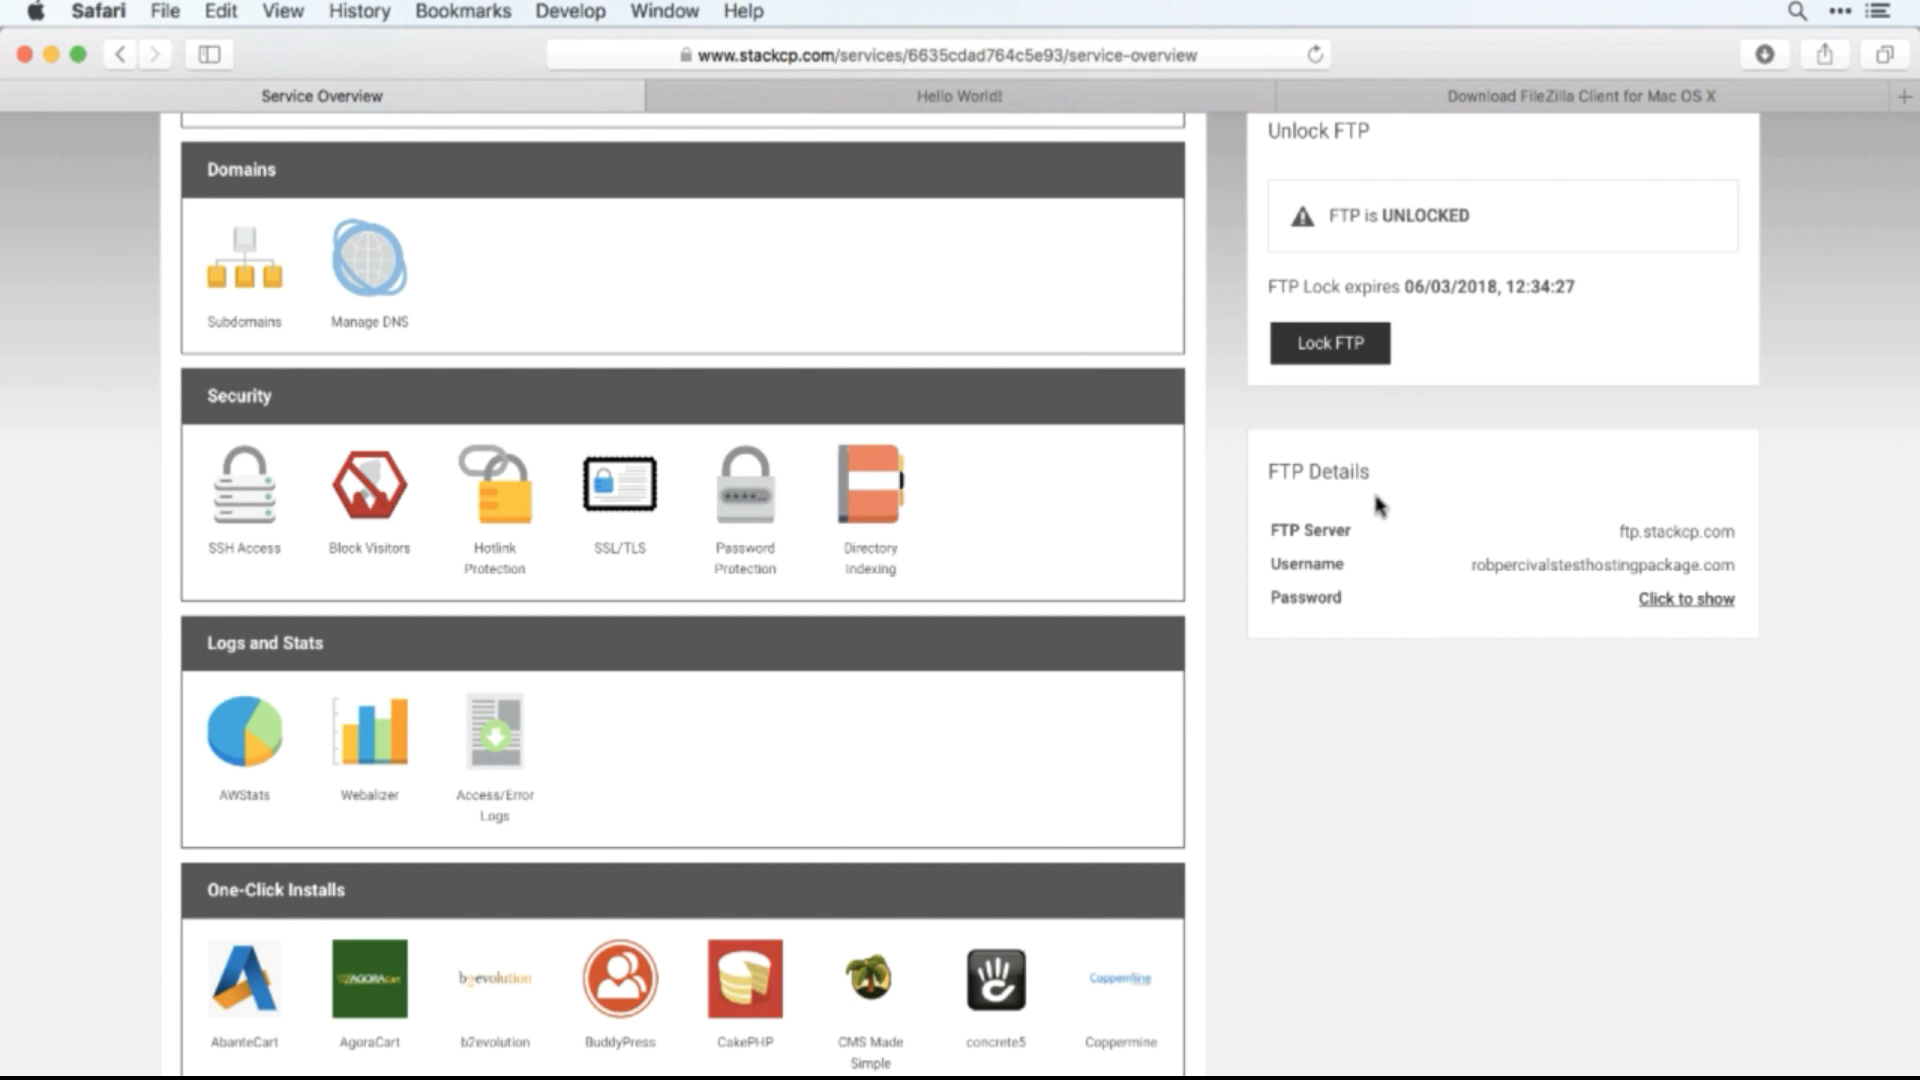 Safari File Edit View History Bookmarks Develop Window Help
www.stackcp.com/services/6635cdad764c5e93/service-overview
Service Overview
Hello World!
Download FileZilla Client for Mac OS X
Domains
Subdomains
Manage DNS
Security
SSH Access
Block Visitors
Hotlink
Protection
SSL/TLS
Password
Protection
Directory
Indexing
Logs and Stats
AWStats
Webalizer
Access/Error
Logs
One-Click Installs
AGORACart
b2evolution
Coppermine
AbanteCart
AgoraCart
b2evolution
BuddyPress
CakePHP
CMS Made
Simple
concrete5
Coppermine
Unlock FTP
FTP is UNLOCKED
FTP Lock expires 06/03/2018, 12:34:27
Lock FTP
FTP Details
FTP Server ftp.stackcp.com
Username robpercivalstesthostingpackage.com
Password Click to show